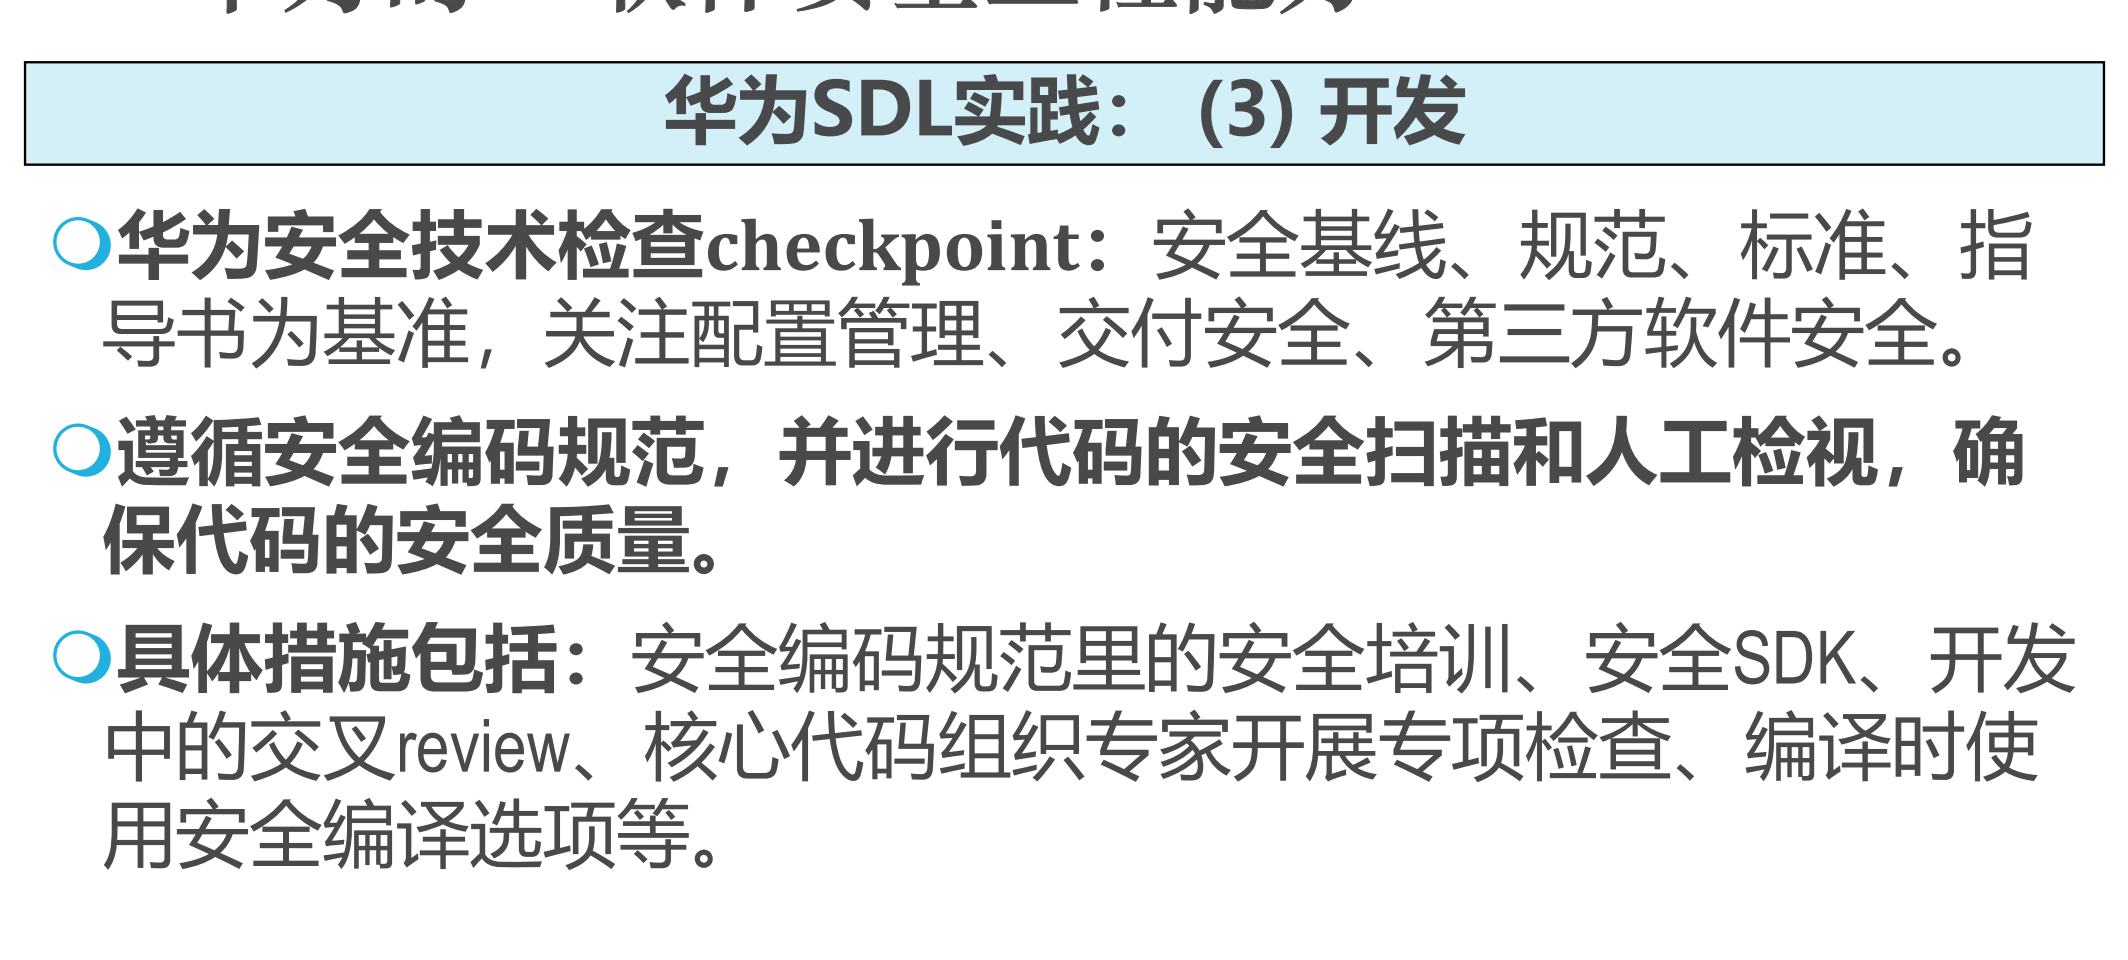 华为SDL实践： (3) 开发
华为安全技术检查checkpoint：安全基线、规范、标准、指
导书为基准，关注配置管理、交付安全、第三方软件安全。
遵循安全编码规范，并进行代码的安全扫描和人工检视，确
保代码的安全质量。
具体措施包括：安全编码规范里的安全培训、安全SDK、开发
中的交叉review、核心代码组织专家开展专项检查、编译时使
用安全编译选项等。